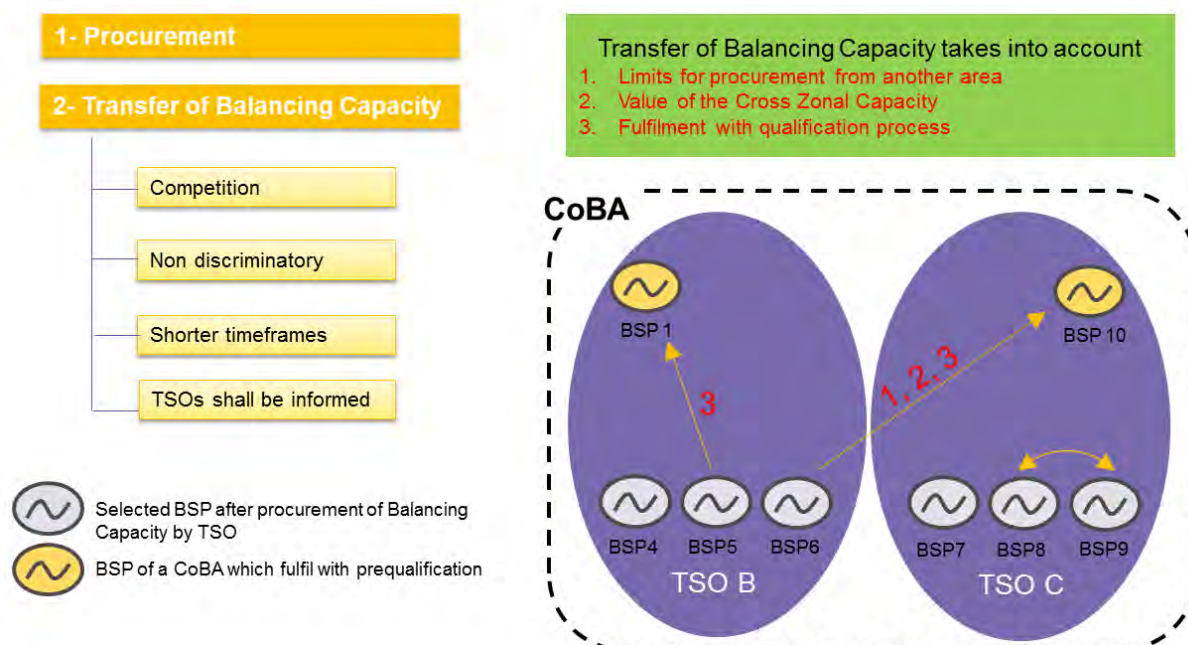 1- Procurement
2- Transfer of Balancing Capacity
Competition
Non discriminatory
Shorter timeframes
TSOs shall be informed
Selected BSP after procurement of Balancing
Capacity by TSO
BSP of a CoBA which fulfil with prequalification
Transfer of Balancing Capacity takes into account
1. Limits for procurement from another area
2. Value of the Cross Zonal Capacity
3. Fulfilment with qualification process
CoBA
BSP 1
BSP 10
3
1, 2, 3
BSP4
BSP5
BSP6
BSP7
BSP8
BSP9
TSO B
TSO C